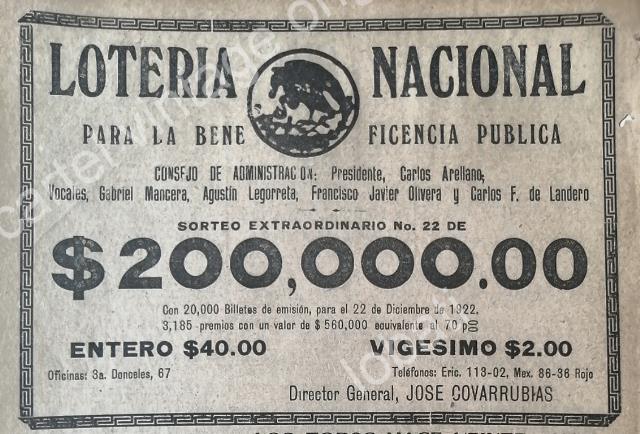 LOTERIA NACIONAL
PARA LA BENEFICENCIA PUBLICA
CONSEJO DE ADMINISTRACION: Presidente, Carlos Arellano;
Vocales, Gabriel Mancera, Agustín Legorreta, Francisco Javier Olivera y Carlos F. de Landero
SORTEO EXTRAORDINARIO No. 22 DE
$200,000.00
Con 20,000 Billetes de emisión, para el 22 de Diciembre de 1922.
3,185 premios con un valor de $560,000 equivalente al 70 p%
ENTERO $40.00 VIGESIMO $2.00
Oficinas: 3a. Donceles, 67 Teléfonos: Eric. 113-02, Mex. 86-36 Rojo
Director General, JOSE COVARRUBIAS